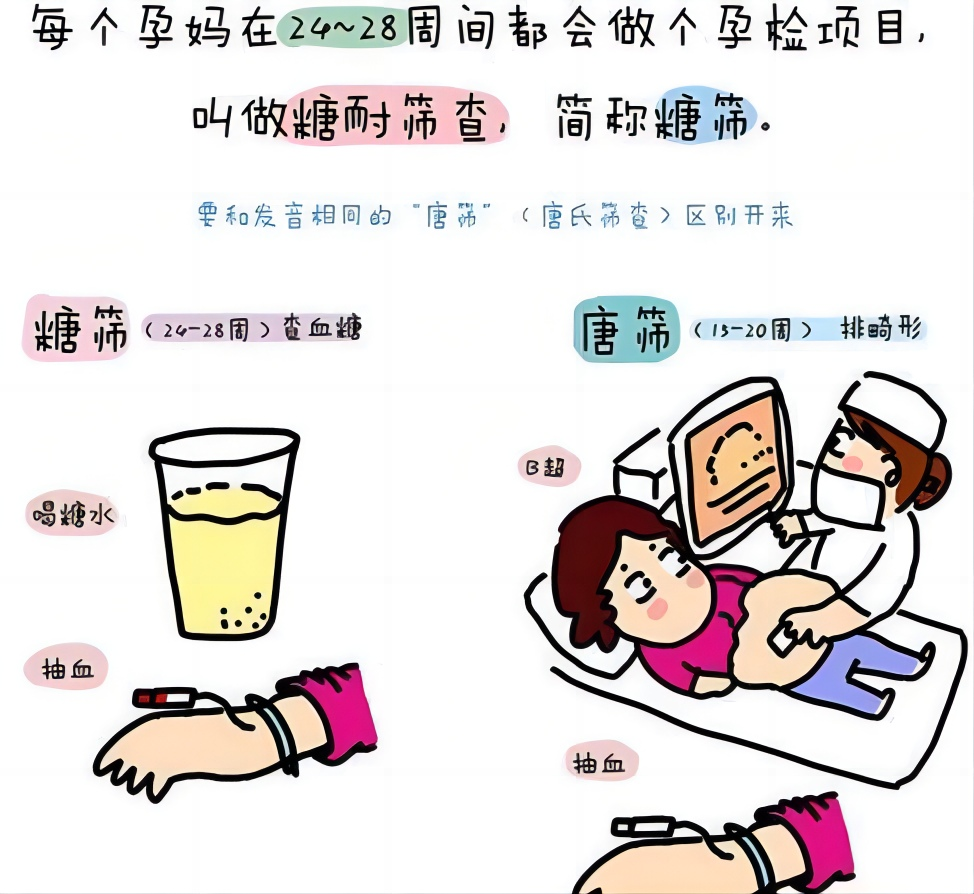 每个孕妈在24~28周间都会做个孕检项目，
叫做糖耐筛查， 简称糖筛。
要和发音相同的“唐筛”（唐氏筛查）区别开来
糖筛（24-28周）查血糖
唐筛（15-20周） 排畸形
B超
喝糖水
抽血
抽血